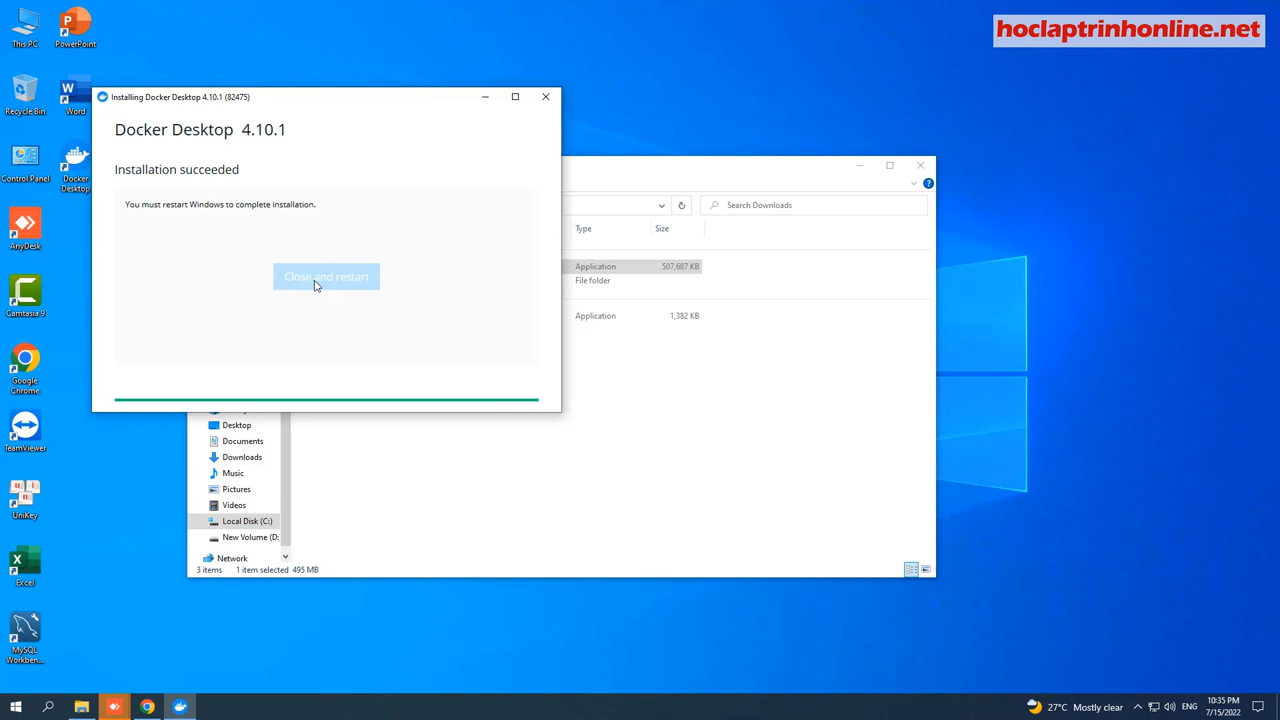 hoclaptrinhonline.net
This PC
PowerPoint
Recycle Bin
Word
Control Panel
Docker
Desktop
AnyDesk
Camtasia 9
Google
Chrome
TeamViewer
UniKey
Excel
MySQL
Workben...
Installing Docker Desktop 4.10.1 (82475)
Docker Desktop 4.10.1
Installation succeeded
You must restart Windows to complete installation.
Close and restart
Search Downloads
Type
Size
Application
507,687 KB
File folder
Application
1,382 KB
Desktop
Documents
Downloads
Music
Pictures
Videos
Local Disk (C:)
New Volume (D:
Network
3 items
1 item selected 495 MB
27°C Mostly clear
ENG
10:35 PM
7/15/2022